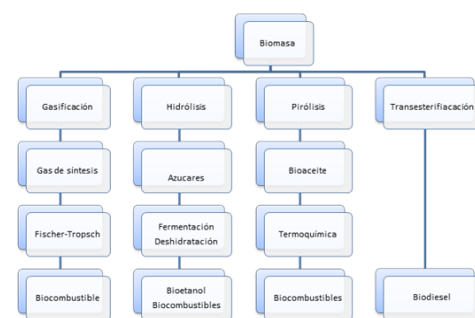 Biomasa
Gasificación
Hidrólisis
Pirólisis
Transesterifiacación
Gas de síntesis
Azucares
Bioaceite
Fischer-Tropsch
Fermentación
Deshidratación
Termoquímica
Biocombustible
Bioetanol
Biocombustibles
Biocombustibles
Biodiesel